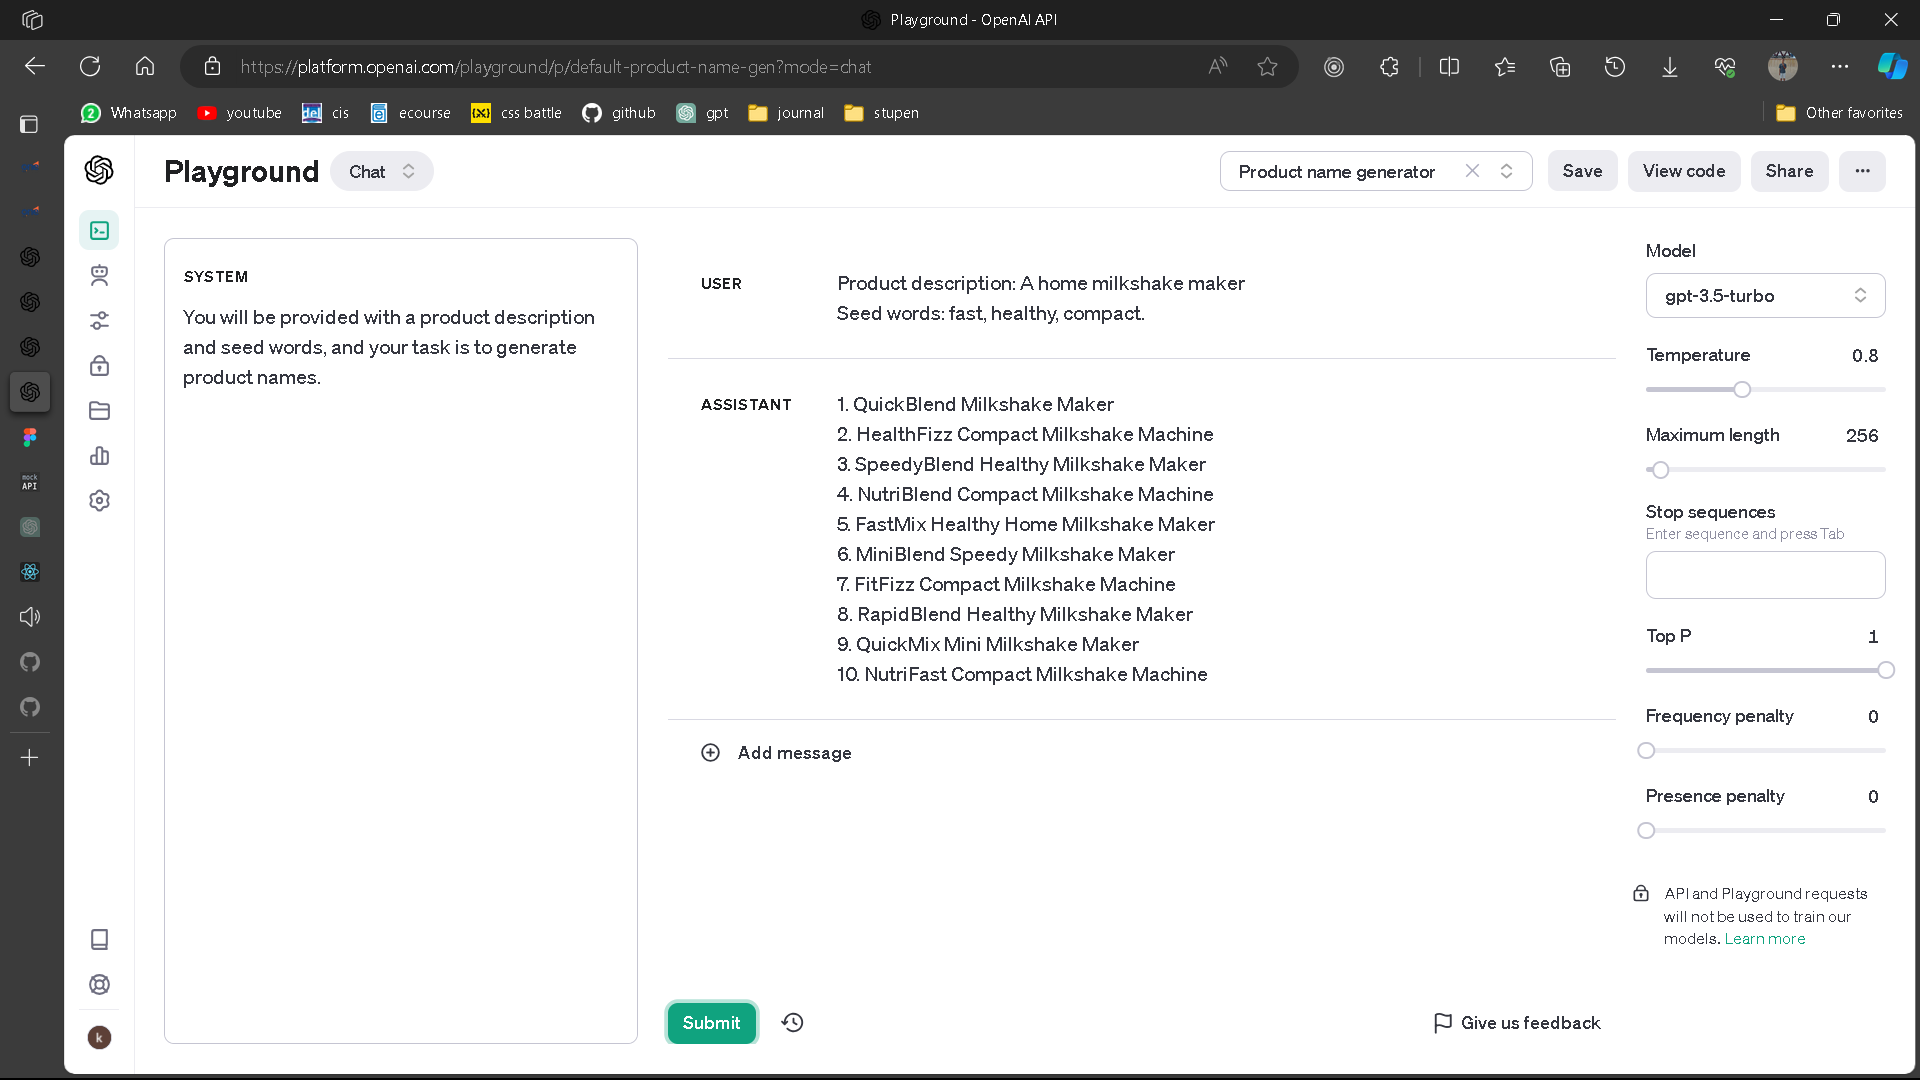 Playground - OpenAI API
https://platform.openai.com/playground/p/default-product-name-gen?mode=chat
Whatsapp
youtube
del cis
ecourse
css battle
github
gpt
journal
stupen
Other favorites
mock API
Playground
Chat
Product name generator
Save
View code
Share
SYSTEM
You will be provided with a product description
and seed words, and your task is to generate
product names.
USER
Product description: A home milkshake maker
Seed words: fast, healthy, compact.
ASSISTANT
1. QuickBlend Milkshake Maker
2. HealthFizz Compact Milkshake Machine
3. SpeedyBlend Healthy Milkshake Maker
4. NutriBlend Compact Milkshake Machine
5. FastMix Healthy Home Milkshake Maker
6. MiniBlend Speedy Milkshake Maker
7. FitFizz Compact Milkshake Machine
8. RapidBlend Healthy Milkshake Maker
9. QuickMix Mini Milkshake Maker
10. NutriFast Compact Milkshake Machine
Add message
Submit
Give us feedback
Model
gpt-3.5-turbo
Temperature 0.8
Maximum length 256
Stop sequences
Enter sequence and press Tab
Top P 1
Frequency penalty 0
Presence penalty 0
API and Playground requests
will not be used to train our
models. Learn more
k